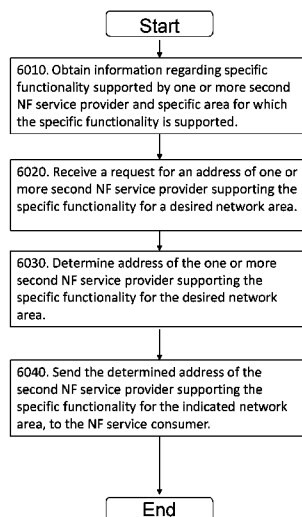 Start
6010. Obtain information regarding specific
functionality supported by one or more second
NF service provider and specific area for which
the specific functionality is supported.
6020. Receive a request for an address of one or
more second NF service provider supporting the
specific functionality for a desired network area.
6030. Determine address of the one or more
second NF service provider supporting the
specific functionality for the desired network
area.
6040. Send the determined address of the
second NF service provider supporting the
specific functionality for the indicated network
area, to the NF service consumer.
End